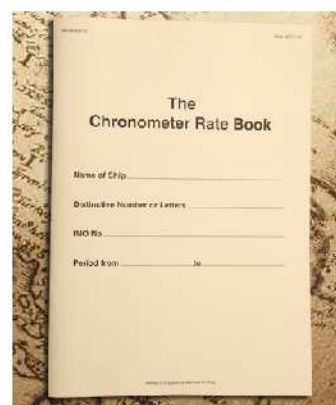 The
Chronometer Rate Book
Name of Ship
Distinctive Number or Letters
IMO No
Period from to